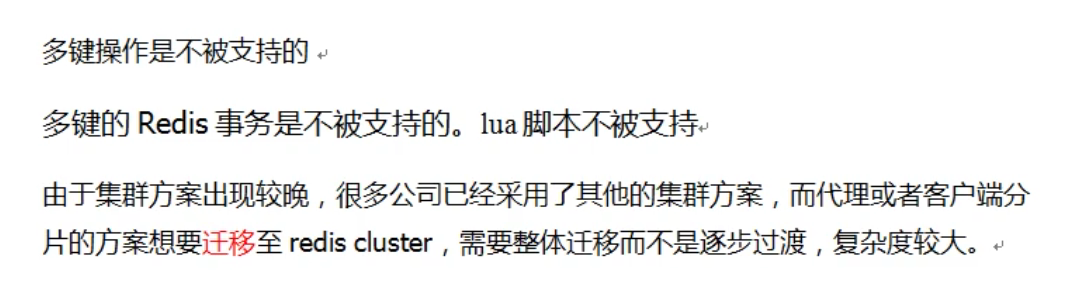 多键操作是不被支持的
多键的 Redis 事务是不被支持的。lua 脚本不被支持
由于集群方案出现较晚，很多公司已经采用了其他的集群方案，而代理或者客户端分
片的方案想要迁移至 redis cluster，需要整体迁移而不是逐步过渡，复杂度较大。